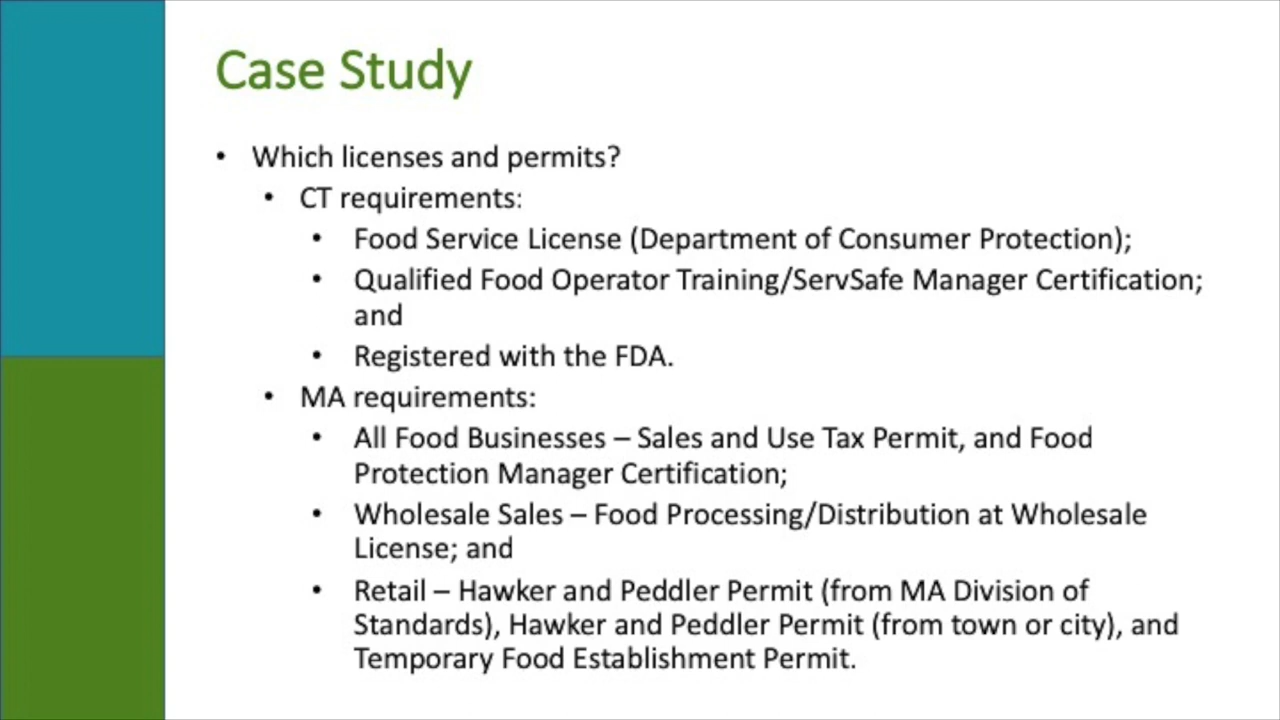 Case Study
• Which licenses and permits?
• CT requirements:
• Food Service License (Department of Consumer Protection);
• Qualified Food Operator Training/ServSafe Manager Certification;
and
• Registered with the FDA.
• MA requirements:
• All Food Businesses – Sales and Use Tax Permit, and Food
Protection Manager Certification;
• Wholesale Sales – Food Processing/Distribution at Wholesale
License; and
• Retail – Hawker and Peddler Permit (from MA Division of
Standards), Hawker and Peddler Permit (from town or city), and
Temporary Food Establishment Permit.